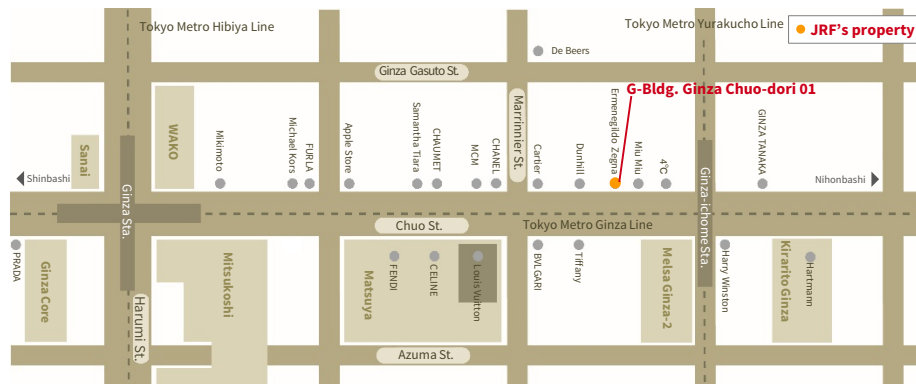 Tokyo Metro Hibiya Line
Tokyo Metro Yurakucho Line
JRF's property
De Beers
Ginza Gasuto St.
G-Bldg. Ginza Chuo-dori 01
Marrinnier St.
Sanai
WAKO
Mikimoto
Michael Kors
FURLA
Apple Store
Samantha Tiara
CHAUMET
MCM
CHANEL
Cartier
Dunhill
Ermenegildo Zegna
Miu Miu
4℃
GINZA TANAKA
Shinbashi
Nihonbashi
Ginza Sta.
Ginza-ichome Sta.
Chuo St.
Tokyo Metro Ginza Line
PRADA
Ginza Core
Mitsukoshi
Matsuya
FENDI
CELINE
Louis Vuitton
BVLGARI
Tiffany
Melsa Ginza-2
Harry Winston
Kirarito Ginza
Hartmann
Harumi St.
Azuma St.